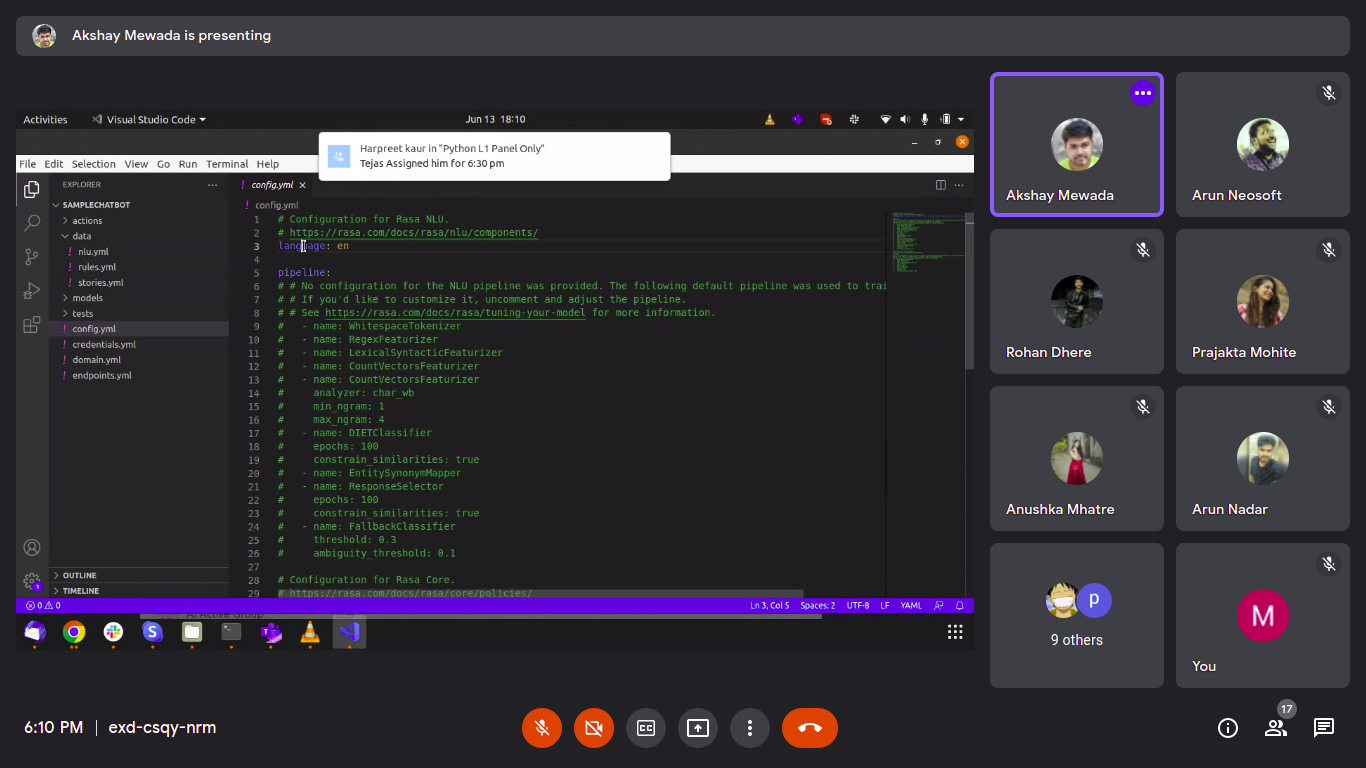 Akshay Mewada is presenting
Activities
Visual Studio Code
Jun 13 18:10
Harpreet kaur in "Python L1 Panel Only"
Tejas Assigned him for 6:30 pm
File Edit Selection View Go Run Terminal Help
EXPLORER
SAMPLECHATBOT
actions
data
nlu.yml
rules.yml
stories.yml
models
tests
config.yml
credentials.yml
domain.yml
endpoints.yml
OUTLINE
TIMELINE
config.yml
config.yml
1 # Configuration for Rasa NLU.
2 # https://rasa.com/docs/rasa/nlu/components/
3 language: en
4
5 pipeline:
6 # # No configuration for the NLU pipeline was provided. The following default pipeline was used to trai
7 # # If you'd like to customize it, uncomment and adjust the pipeline.
8 # # See https://rasa.com/docs/rasa/tuning-your-model for more information.
9 #   - name: WhitespaceTokenizer
10 #   - name: RegexFeaturizer
11 #   - name: LexicalSyntacticFeaturizer
12 #   - name: CountVectorsFeaturizer
13 #   - name: CountVectorsFeaturizer
14 #     analyzer: char_wb
15 #     min_ngram: 1
16 #     max_ngram: 4
17 #   - name: DIETClassifier
18 #     epochs: 100
19 #     constrain_similarities: true
20 #   - name: EntitySynonymMapper
21 #   - name: ResponseSelector
22 #     epochs: 100
23 #     constrain_similarities: true
24 #   - name: FallbackClassifier
25 #     threshold: 0.3
26 #     ambiguity_threshold: 0.1
27
28 # Configuration for Rasa Core.
29 # https://rasa.com/docs/rasa/core/policies/
0 0
Ln 3, Col 5 Spaces: 2 UTF-8 LF YAML
AI Active Group
Akshay Mewada
Arun Neosoft
Rohan Dhere
Prajakta Mohite
Anushka Mhatre
Arun Nadar
p
9 others
M
You
6:10 PM | exd-csqy-nrm
CC
17